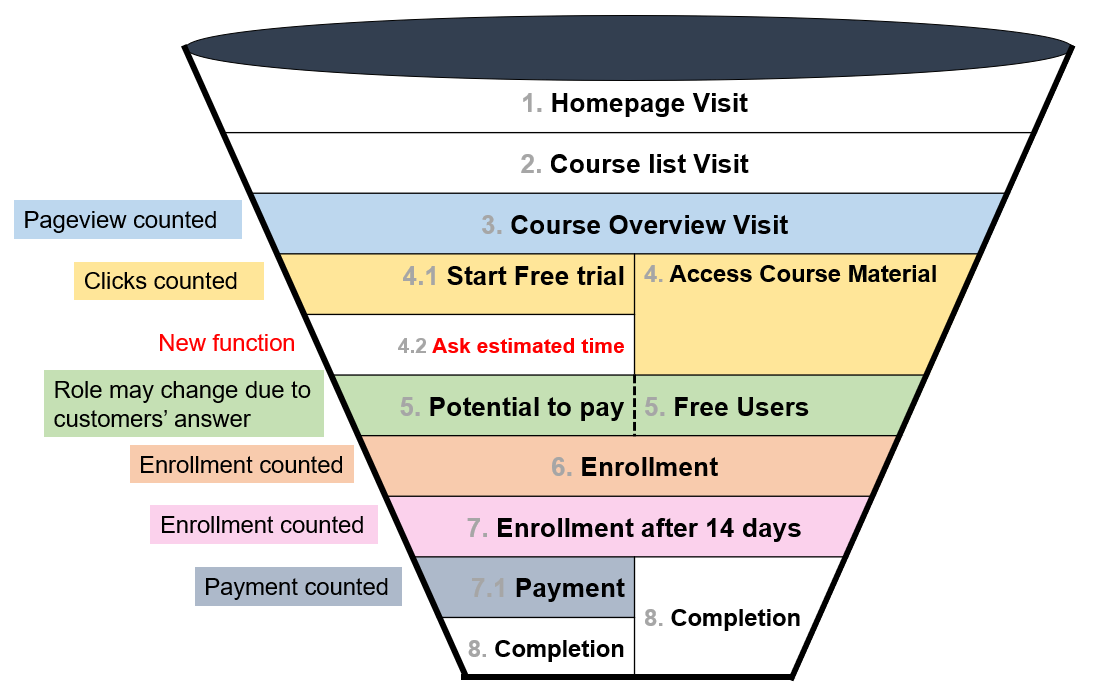 1. Homepage Visit
2. Course list Visit
Pageview counted
3. Course Overview Visit
Clicks counted
4.1 Start Free trial
4. Access Course Material
New function
4.2 Ask estimated time
Role may change due to
customers’ answer
5. Potential to pay
5. Free Users
Enrollment counted
6. Enrollment
Enrollment counted
7. Enrollment after 14 days
Payment counted
7.1 Payment
8. Completion
8. Completion